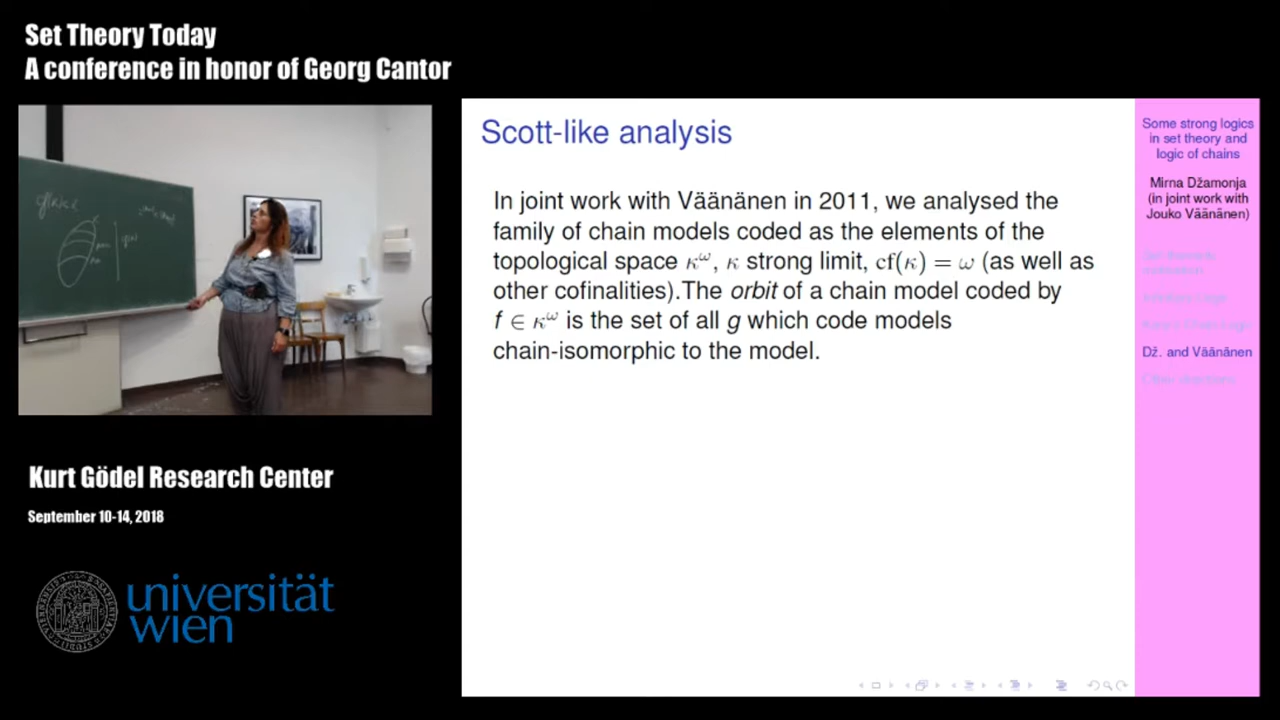 Set Theory Today
A conference in honor of Georg Cantor
Scott-like analysis
In joint work with Väänänen in 2011, we analysed the
family of chain models coded as the elements of the
topological space κ^ω, κ strong limit, cf(κ) = ω (as well as
other cofinalities).The orbit of a chain model coded by
f ∈ κ^ω is the set of all g which code models
chain-isomorphic to the model.
Some strong logics
in set theory and
logic of chains
Mirna Džamonja
(in joint work with
Jouko Väänänen)
Dž. and Väänänen
Other directions
Kurt Gödel Research Center
September 10-14, 2018
universität
wien